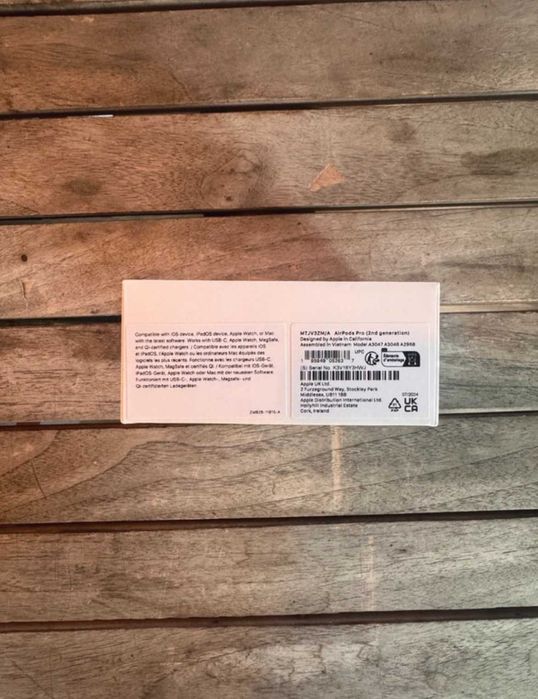 Compatible with iOS device, iPadOS device, Apple Watch, or Mac
with the latest software. Works with USB-C, Apple Watch, MagSafe,
and Qi-certified chargers. / Compatible avec les appareils iOS
et l'Apple Watch ou les ordinateurs Mac équipés des
logiciels les plus récents. Fonctionne avec les chargeurs USB-C,
Apple Watch, MagSafe et certifiés Qi. / Kompatibel mit iOS-Gerät,
iPadOS-Gerät, Apple Watch oder Mac mit der neuesten Software.
Funktioniert mit USB-C-, Apple Watch-, MagSafe- und
Qi-zertifizierten Ladegeräten.
MTJV3ZM/A AirPods Pro (2nd generation)
Designed by Apple in California
Assembled in Vietnam Model A3047 A3048 A2968
UPC
(S) Serial No.
Apple UK Ltd.
2 Furzeground Way, Stockley Park
Middlesex, UB11 1BB
Apple Distribution International Ltd.
Hollyhill Industrial Estate
Cork, Ireland
07/2024
UK
CA